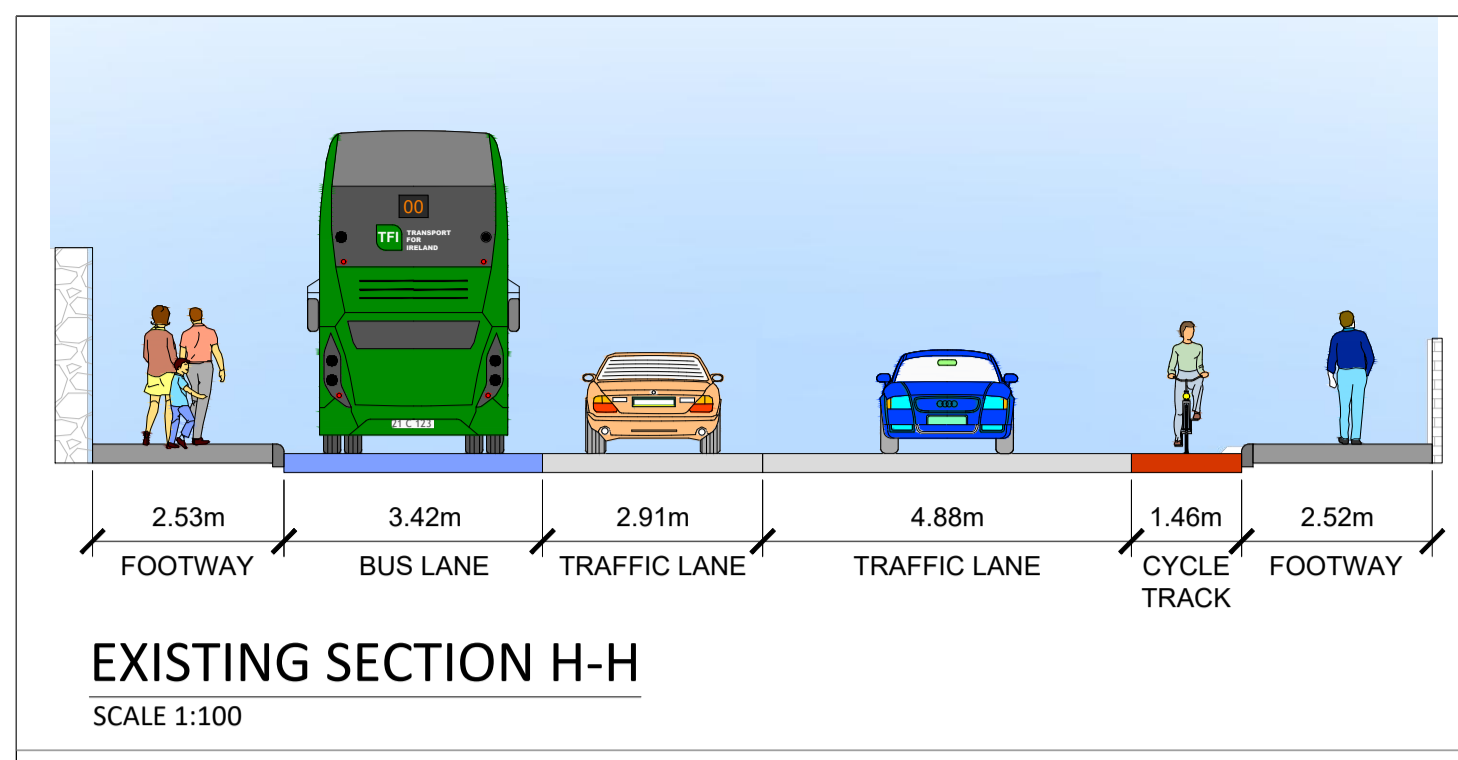 00
TFI
TRANSPORT
FOR
IRELAND
21 C 123
2.53m
3.42m
2.91m
4.88m
1.46m
2.52m
FOOTWAY
BUS LANE
TRAFFIC LANE
TRAFFIC LANE
CYCLE
TRACK
FOOTWAY
EXISTING SECTION H-H
SCALE 1:100